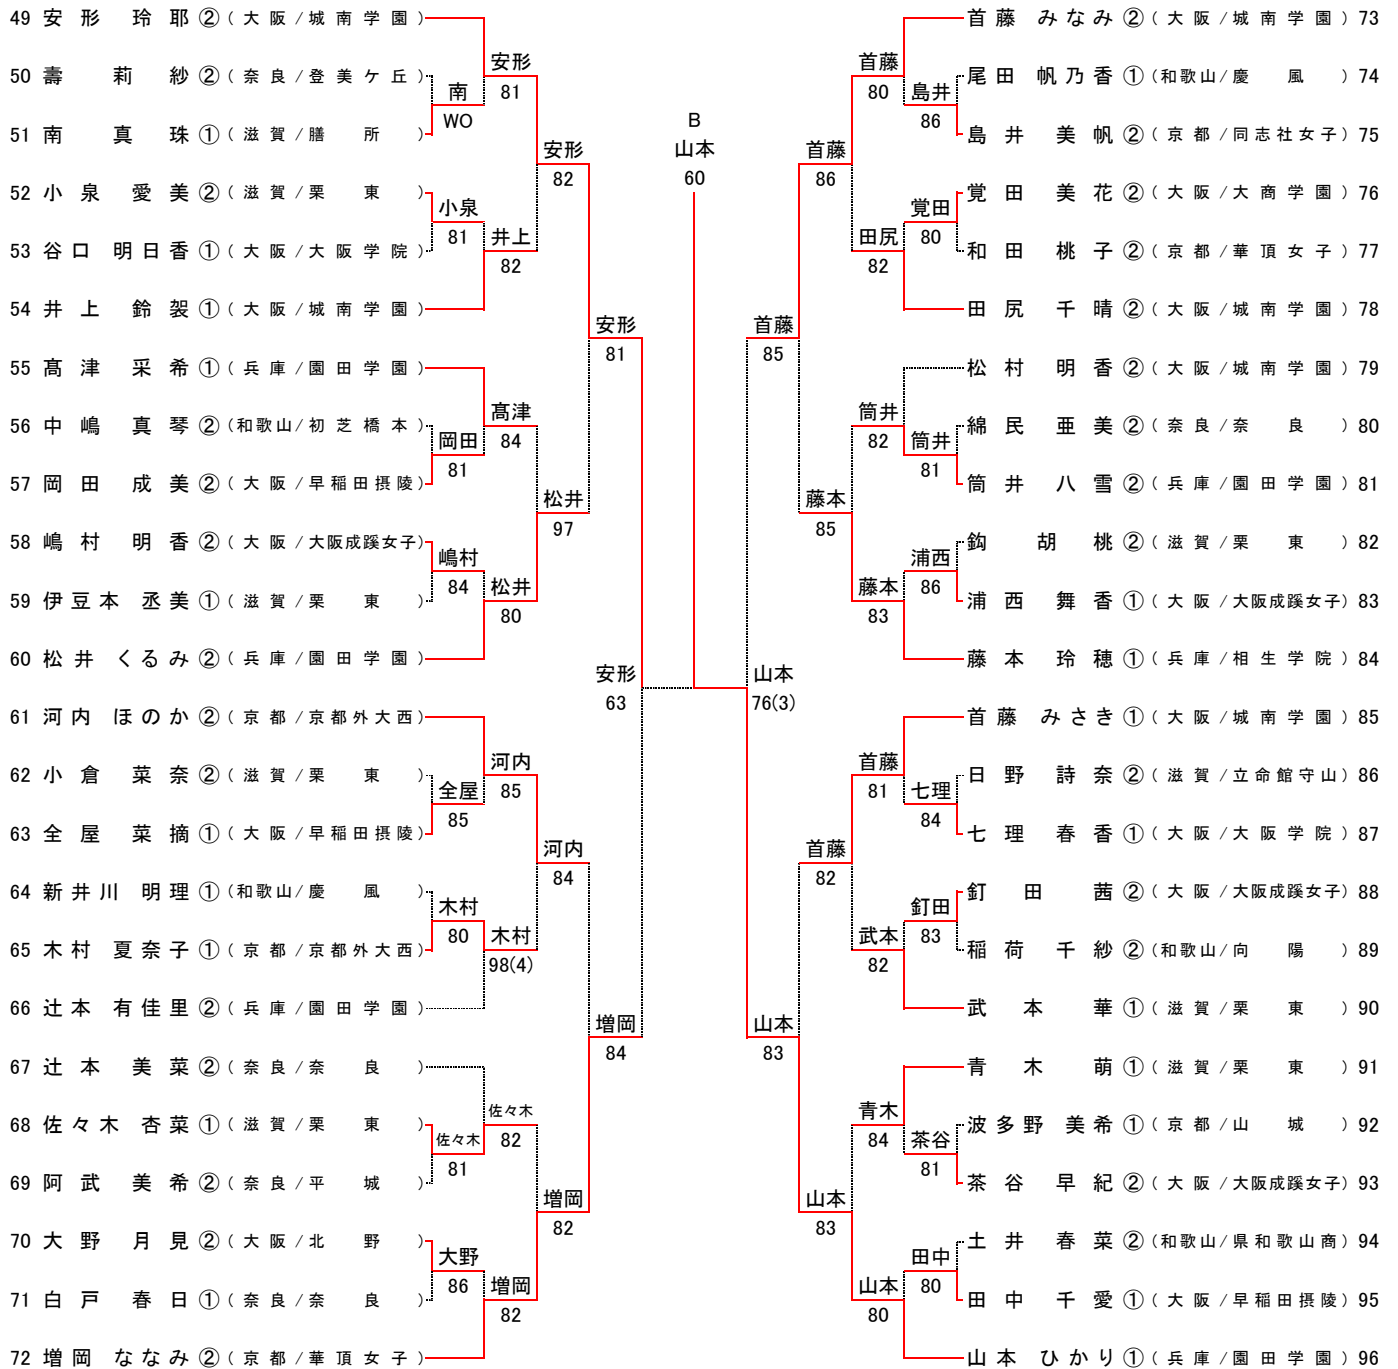 49 安形 玲耶 ② (大阪/城南学園)
50 壽 莉紗 ② (奈良/登美ケ丘)
51 南 真珠 ① (滋賀/膳所)
52 小泉 愛美 ② (滋賀/栗東)
53 谷口 明日香 ① (大阪/大阪学院)
54 井上 鈴袈 ① (大阪/城南学園)
55 髙津 采希 ① (兵庫/園田学園)
56 中嶋 真琴 ② (和歌山/初芝橋本)
57 岡田 成美 ② (大阪/早稲田摂陵)
58 嶋村 明香 ② (大阪/大阪成蹊女子)
59 伊豆本 丞美 ① (滋賀/栗東)
60 松井 くるみ ② (兵庫/園田学園)
61 河内 ほのか ② (京都/京都外大西)
62 小倉 菜奈 ② (滋賀/栗東)
63 全屋 菜摘 ① (大阪/早稲田摂陵)
64 新井川 明理 ① (和歌山/慶風)
65 木村 夏奈子 ① (京都/京都外大西)
66 辻本 有佳里 ② (兵庫/園田学園)
67 辻本 美菜 ② (奈良/奈良)
68 佐々木 杏菜 ① (滋賀/栗東)
69 阿武 美希 ② (奈良/平城)
70 大野 月見 ② (大阪/北野)
71 白戸 春日 ① (奈良/奈良)
72 増岡 ななみ ② (京都/華頂女子)
南
WO
小泉
81
岡田
81
嶋村
84
全屋
85
木村
80
佐々木
81
大野
86
安形
81
井上
82
髙津
84
松井
80
河内
85
木村
98(4)
佐々木
82
増岡
82
安形
82
松井
97
河内
84
増岡
82
安形
81
増岡
84
安形
63
B
山本
60
山本
76(3)
首藤
85
山本
83
首藤
86
藤本
85
首藤
82
山本
83
首藤
80
田尻
82
筒井
82
藤本
83
首藤
81
武本
82
青木
84
山本
80
島井
86
覚田
80
筒井
81
浦西
86
七理
84
釘田
83
茶谷
81
田中
80
首藤 みなみ ② (大阪/城南学園) 73
尾田 帆乃香 ① (和歌山/慶風) 74
島井 美帆 ② (京都/同志社女子) 75
覚田 美花 ② (大阪/大商学園) 76
和田 桃子 ② (京都/華頂女子) 77
田尻 千晴 ② (大阪/城南学園) 78
松村 明香 ② (大阪/城南学園) 79
綿民 亜美 ② (奈良/奈良) 80
筒井 八雪 ② (兵庫/園田学園) 81
鈎 胡桃 ② (滋賀/栗東) 82
浦西 舞香 ① (大阪/大阪成蹊女子) 83
藤本 玲穂 ① (兵庫/相生学院) 84
首藤 みさき ① (大阪/城南学園) 85
日野 詩奈 ② (滋賀/立命館守山) 86
七理 春香 ① (大阪/大阪学院) 87
釘田 茜 ② (大阪/大阪成蹊女子) 88
稲荷 千紗 ② (和歌山/向陽) 89
武本 華 ① (滋賀/栗東) 90
青木 萌 ① (滋賀/栗東) 91
波多野 美希 ① (京都/山城) 92
茶谷 早紀 ② (大阪/大阪成蹊女子) 93
土井 春菜 ② (和歌山/県和歌山商) 94
田中 千愛 ① (大阪/早稲田摂陵) 95
山本 ひかり ① (兵庫/園田学園) 96